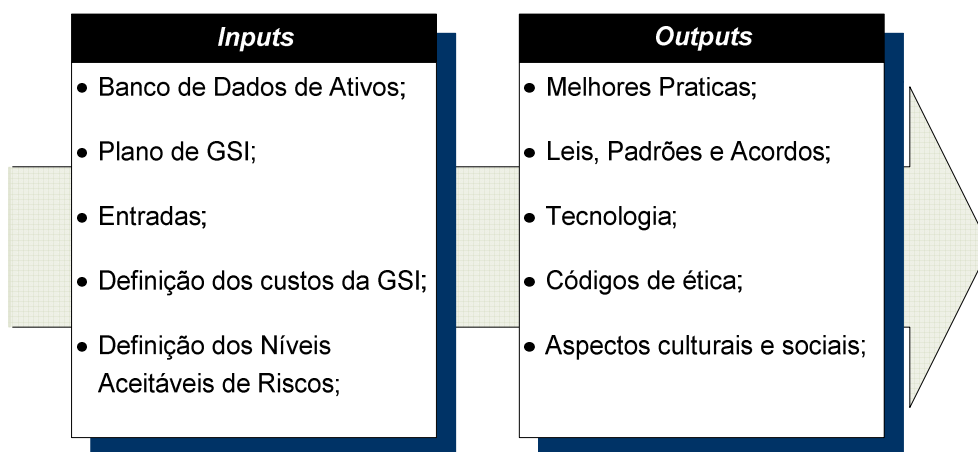 Inputs
• Banco de Dados de Ativos;
• Plano de GSI;
• Entradas;
• Definição dos custos da GSI;
• Definição dos Níveis
Aceitáveis de Riscos;
Outputs
• Melhores Praticas;
• Leis, Padrões e Acordos;
• Tecnologia;
• Códigos de ética;
• Aspectos culturais e sociais;